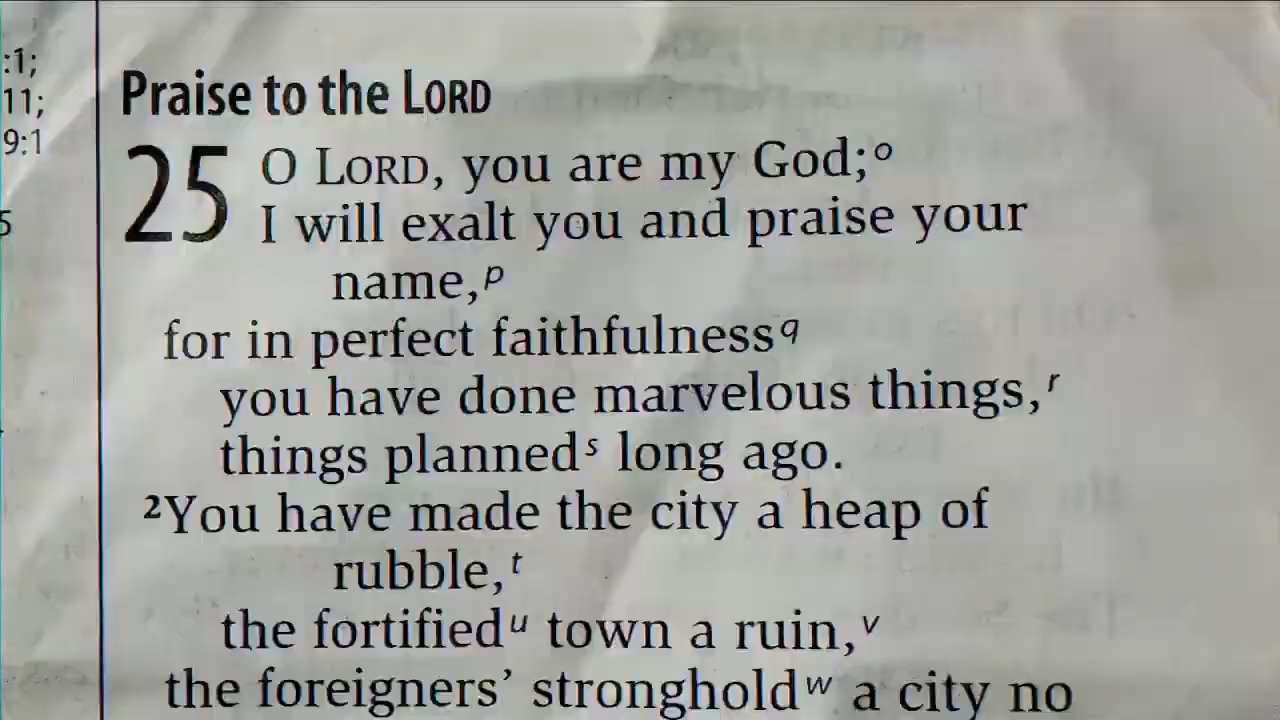 :1;
11;
9:1
5
Praise to the LORD
25 O LORD, you are my God;o
I will exalt you and praise your
name,p
for in perfect faithfulnessq
you have done marvelous things,r
things planneds long ago.
2You have made the city a heap of
rubble,t
the fortifiedu town a ruin,v
the foreigners’ strongholdw a city no